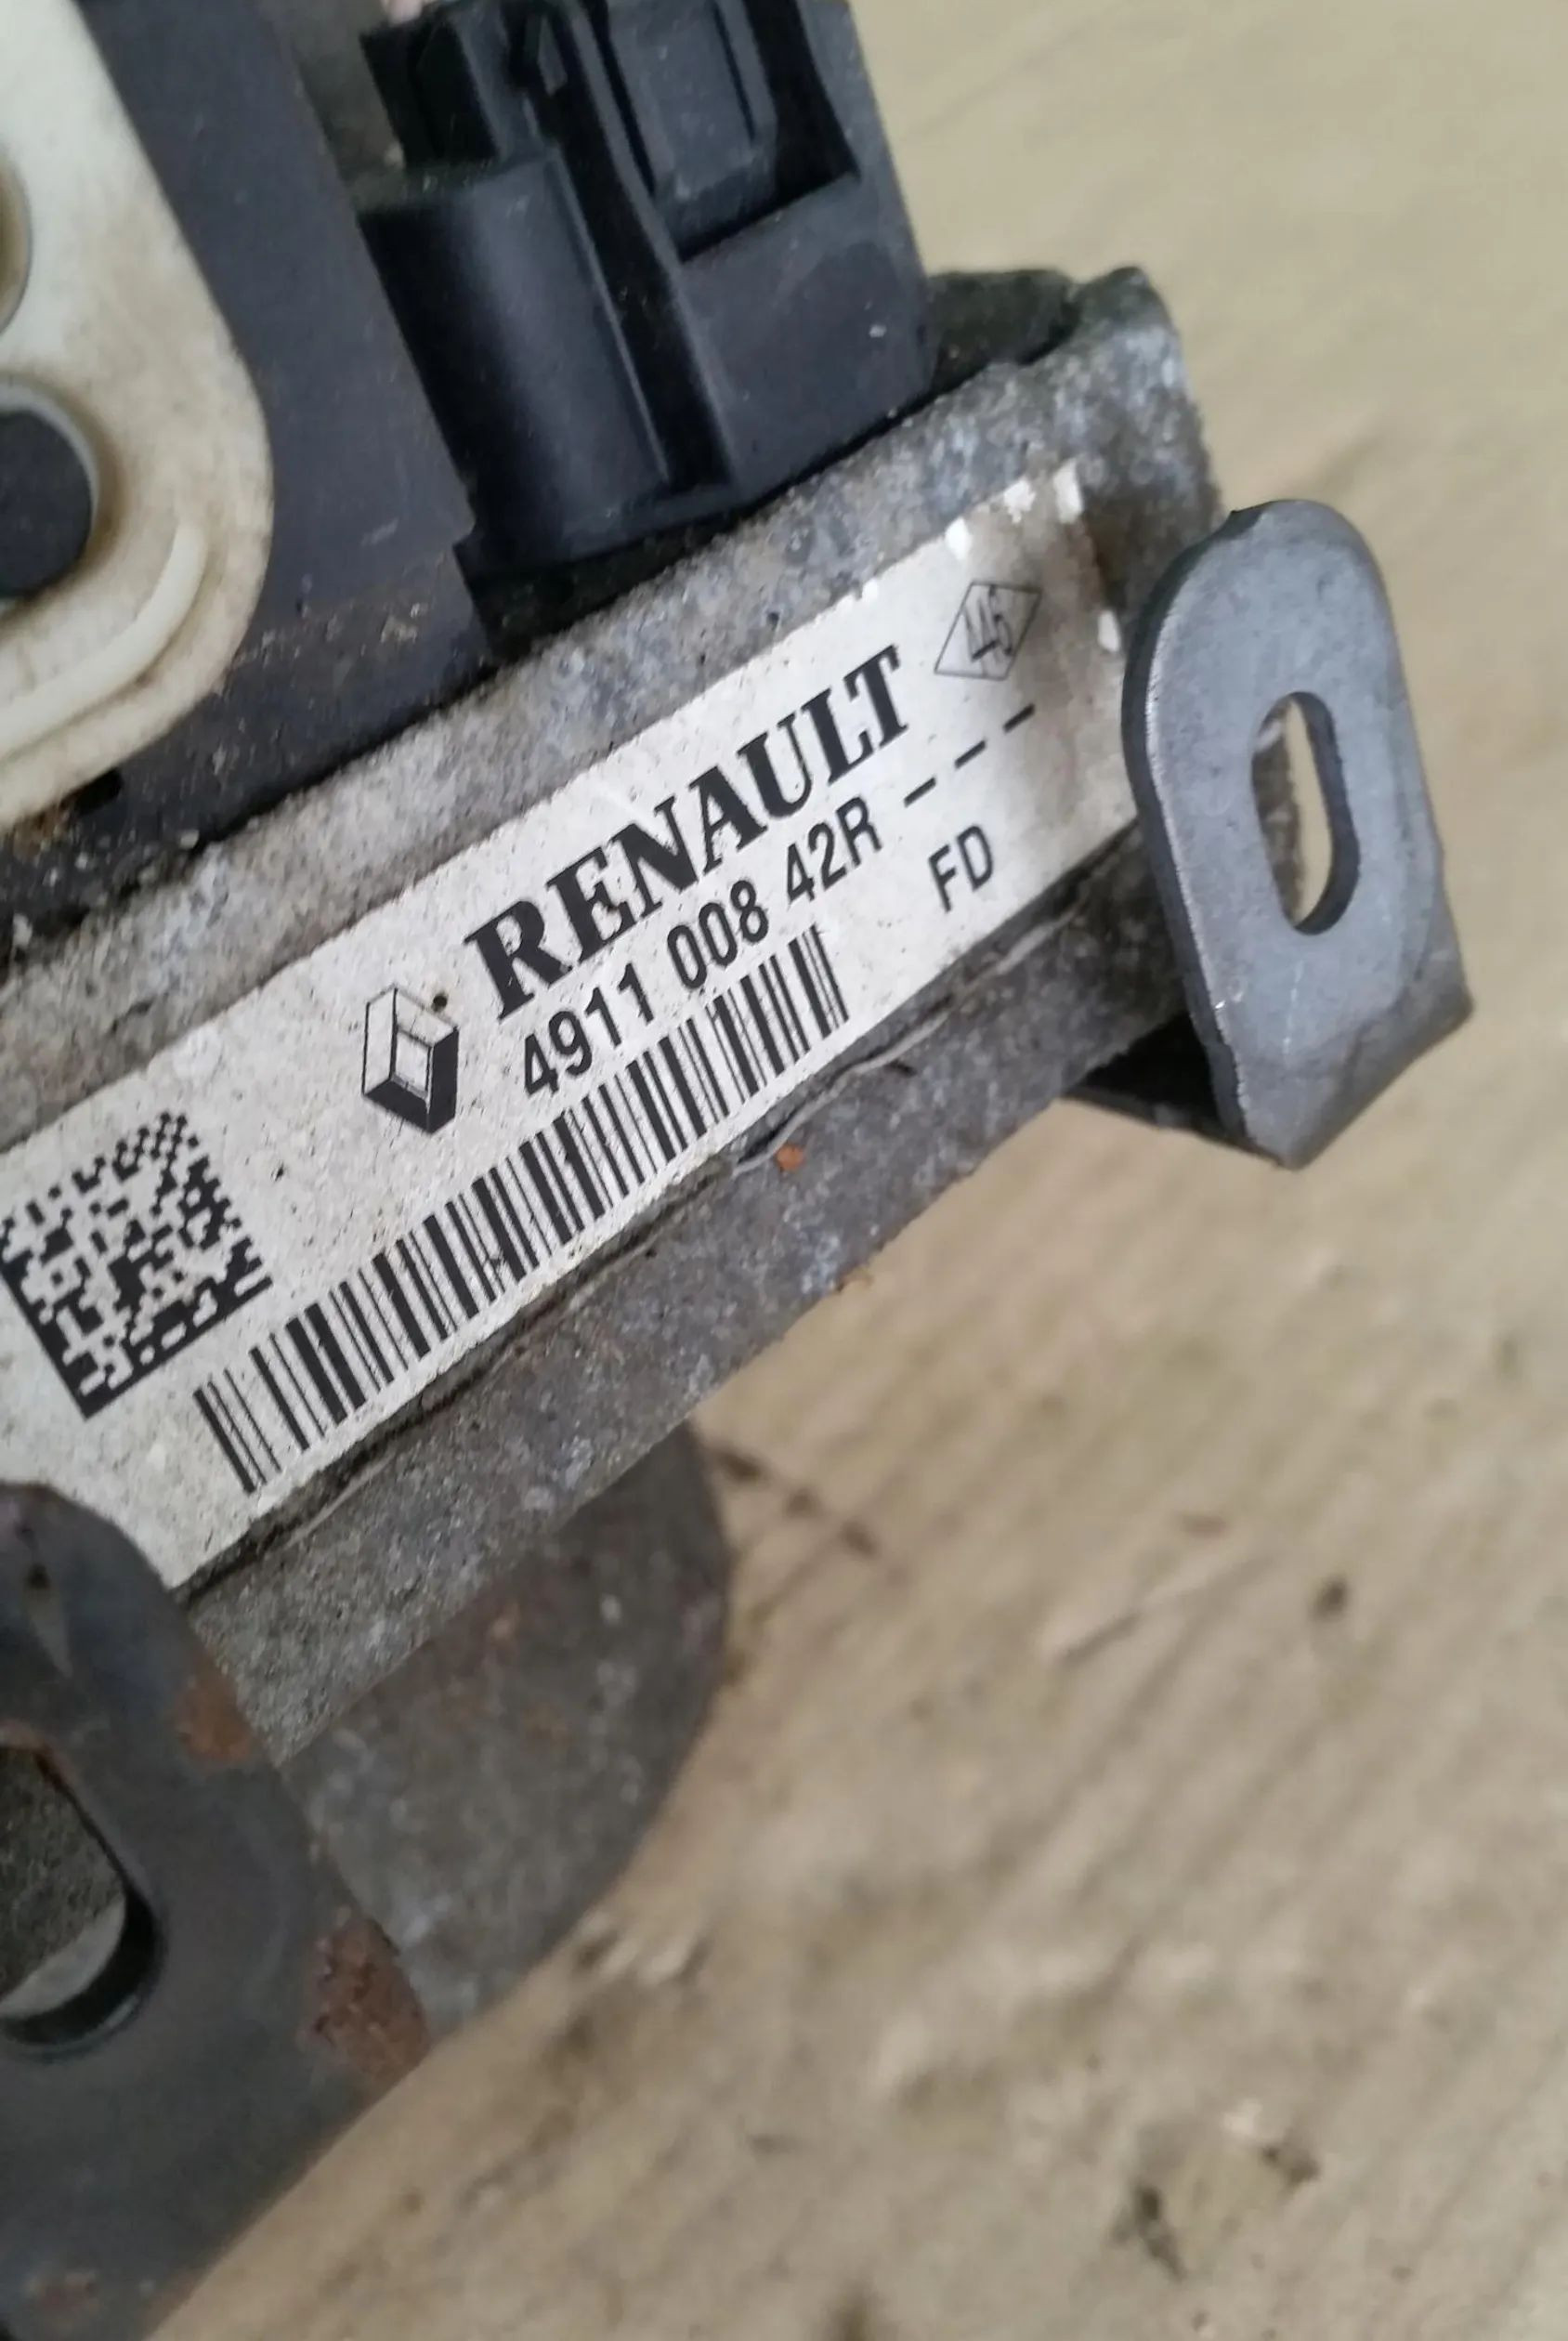 RENAULT
4911 008 42R - - -
FD